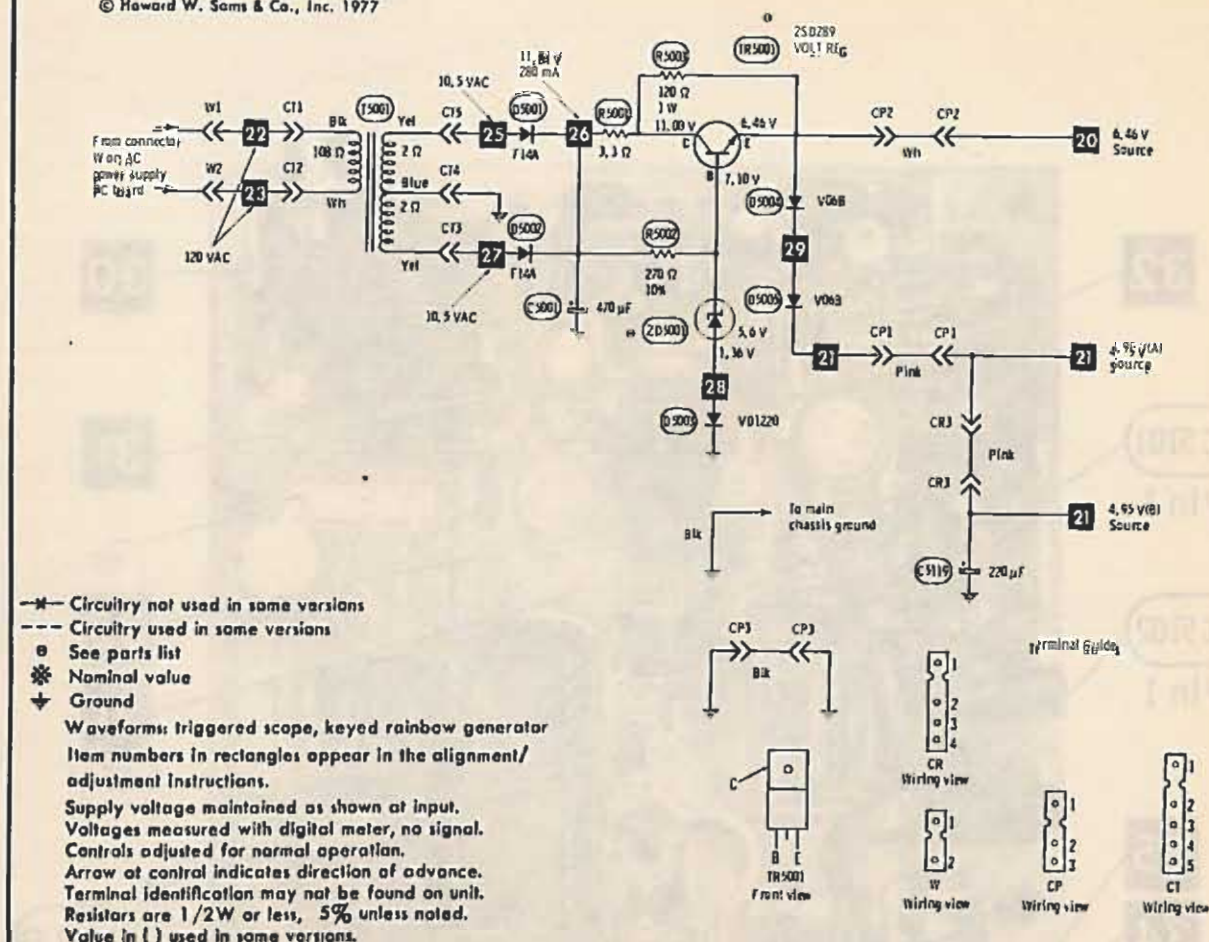 © Howard W. Sams & Co., Inc. 1977
TR5001
2SD289
VOLT REG
R5003
120 Ω
1 W
280 mA
10, 5 VAC
D5001
F14A
26
R5001
3, 3 Ω
11, 03 V
C
6, 46 V
E
B
7, 10 V
CP2
CP2
Wh
20
6, 46 V
Source
W1
22
CT1
Blk
T5001
Yel
CT5
25
108 Ω
2 Ω
From connector
W on AC
power supply
PC board
W2
23
CT2
Wh
Blue
CT4
2 Ω
CT3
Yel
27
D5002
F14A
120 VAC
10, 5 VAC
R5002
270 Ω
10%
C5001
470 μF
ZD5001
5, 6 V
1, 36 V
28
D5003
VD1220
D5004
V06B
29
D5005
V06B
21
CP1
CP1
Pink
21
4, 95 V(A)
Source
CR3
Pink
CR3
21
4, 95 V(B)
Source
C5119
220 μF
Blk
To main
chassis ground
Circuitry not used in some versions
Circuitry used in some versions
See parts list
Nominal value
Ground
Waveforms: triggered scope, keyed rainbow generator
Item numbers in rectangles appear in the alignment/
adjustment instructions.
Supply voltage maintained as shown at input.
Voltages measured with digital meter, no signal.
Controls adjusted for normal operation.
Arrow at control indicates direction of advance.
Terminal identification may not be found on unit.
Resistors are 1/2W or less, 5% unless noted.
Value in ( ) used in some versions.
CP3
CP3
Blk
Terminal Guides
C
B E
TR5001
Front view
1
2
3
4
CR
Wiring view
1
2
W
Wiring view
1
2
3
CP
Wiring view
1
2
3
4
5
CT
Wiring view